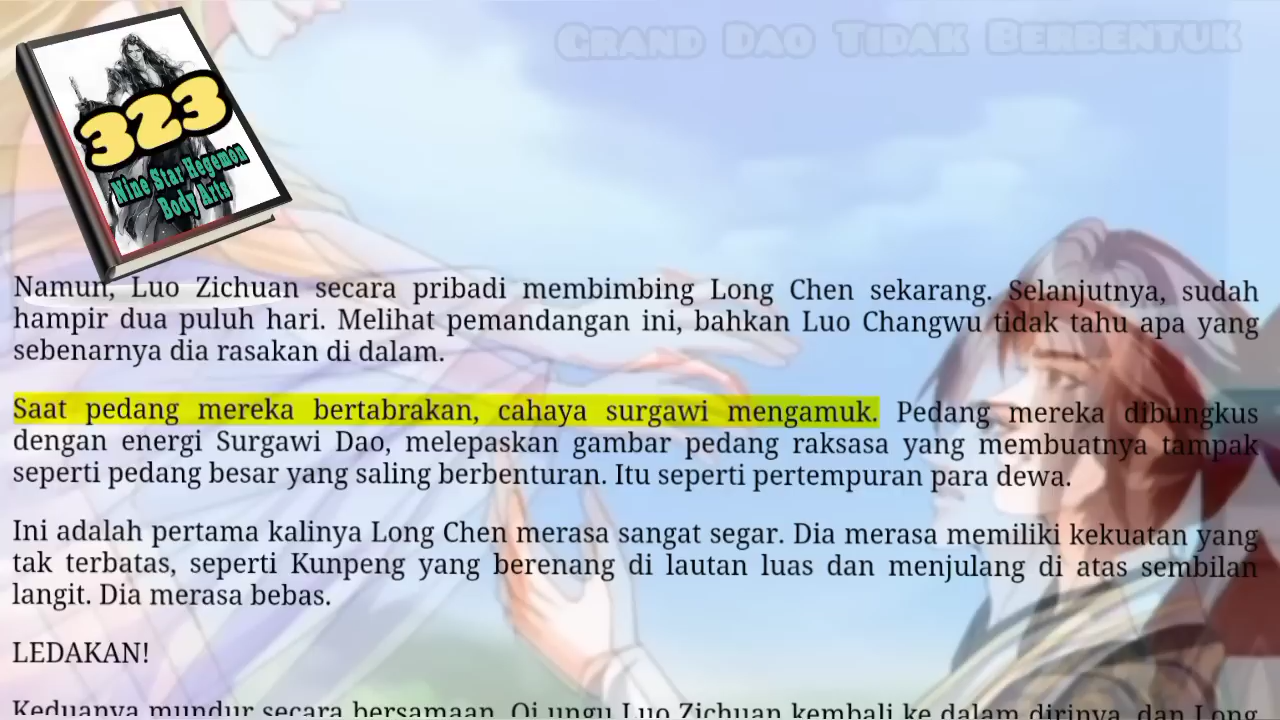 Grand Dao Tidak Berbentuk
323
Nine Star Hegemon
Body Arts
Namun, Luo Zichuan secara pribadi membimbing Long Chen sekarang. Selanjutnya, sudah
hampir dua puluh hari. Melihat pemandangan ini, bahkan Luo Changwu tidak tahu apa yang
sebenarnya dia rasakan di dalam.
Saat pedang mereka bertabrakan, cahaya surgawi mengamuk. Pedang mereka dibungkus
dengan energi Surgawi Dao, melepaskan gambar pedang raksasa yang membuatnya tampak
seperti pedang besar yang saling berbenturan. Itu seperti pertempuran para dewa.
Ini adalah pertama kalinya Long Chen merasa sangat segar. Dia merasa memiliki kekuatan yang
tak terbatas, seperti Kunpeng yang berenang di lautan luas dan menjulang di atas sembilan
langit. Dia merasa bebas.
LEDAKAN!
Keduanya mundur secara bersamaan. Qi ungu Luo Zichuan kembali ke dalam dirinya, dan Long